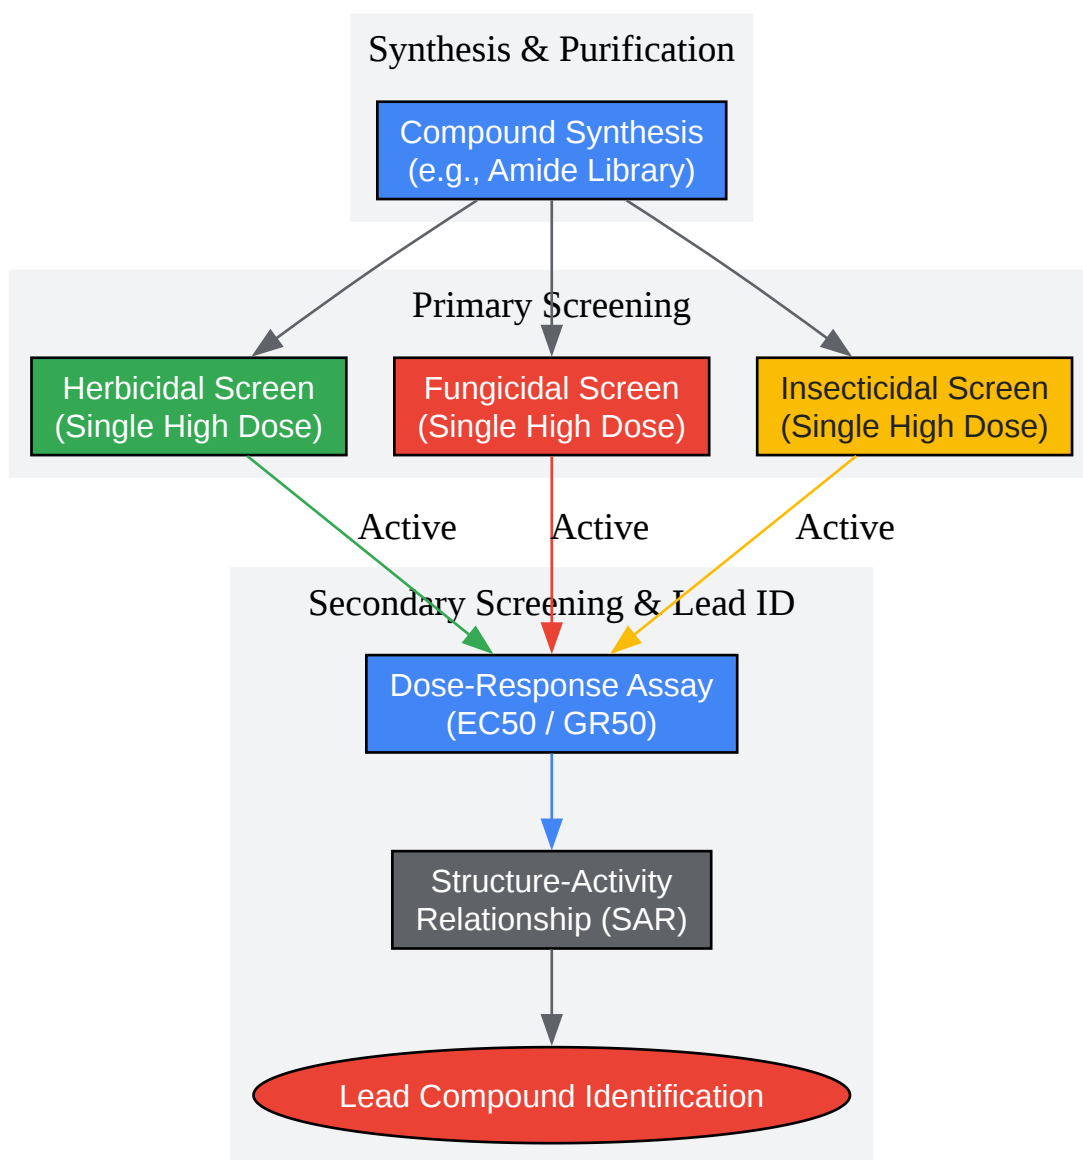 Synthesis & Purification
Compound Synthesis
(e.g., Amide Library)
Primary Screening
Herbicidal Screen
(Single High Dose)
Fungicidal Screen
(Single High Dose)
Insecticidal Screen
(Single High Dose)
Active
Active
Active
Secondary Screening & Lead ID
Dose-Response Assay
(EC50 / GR50)
Structure-Activity
Relationship (SAR)
Lead Compound Identification